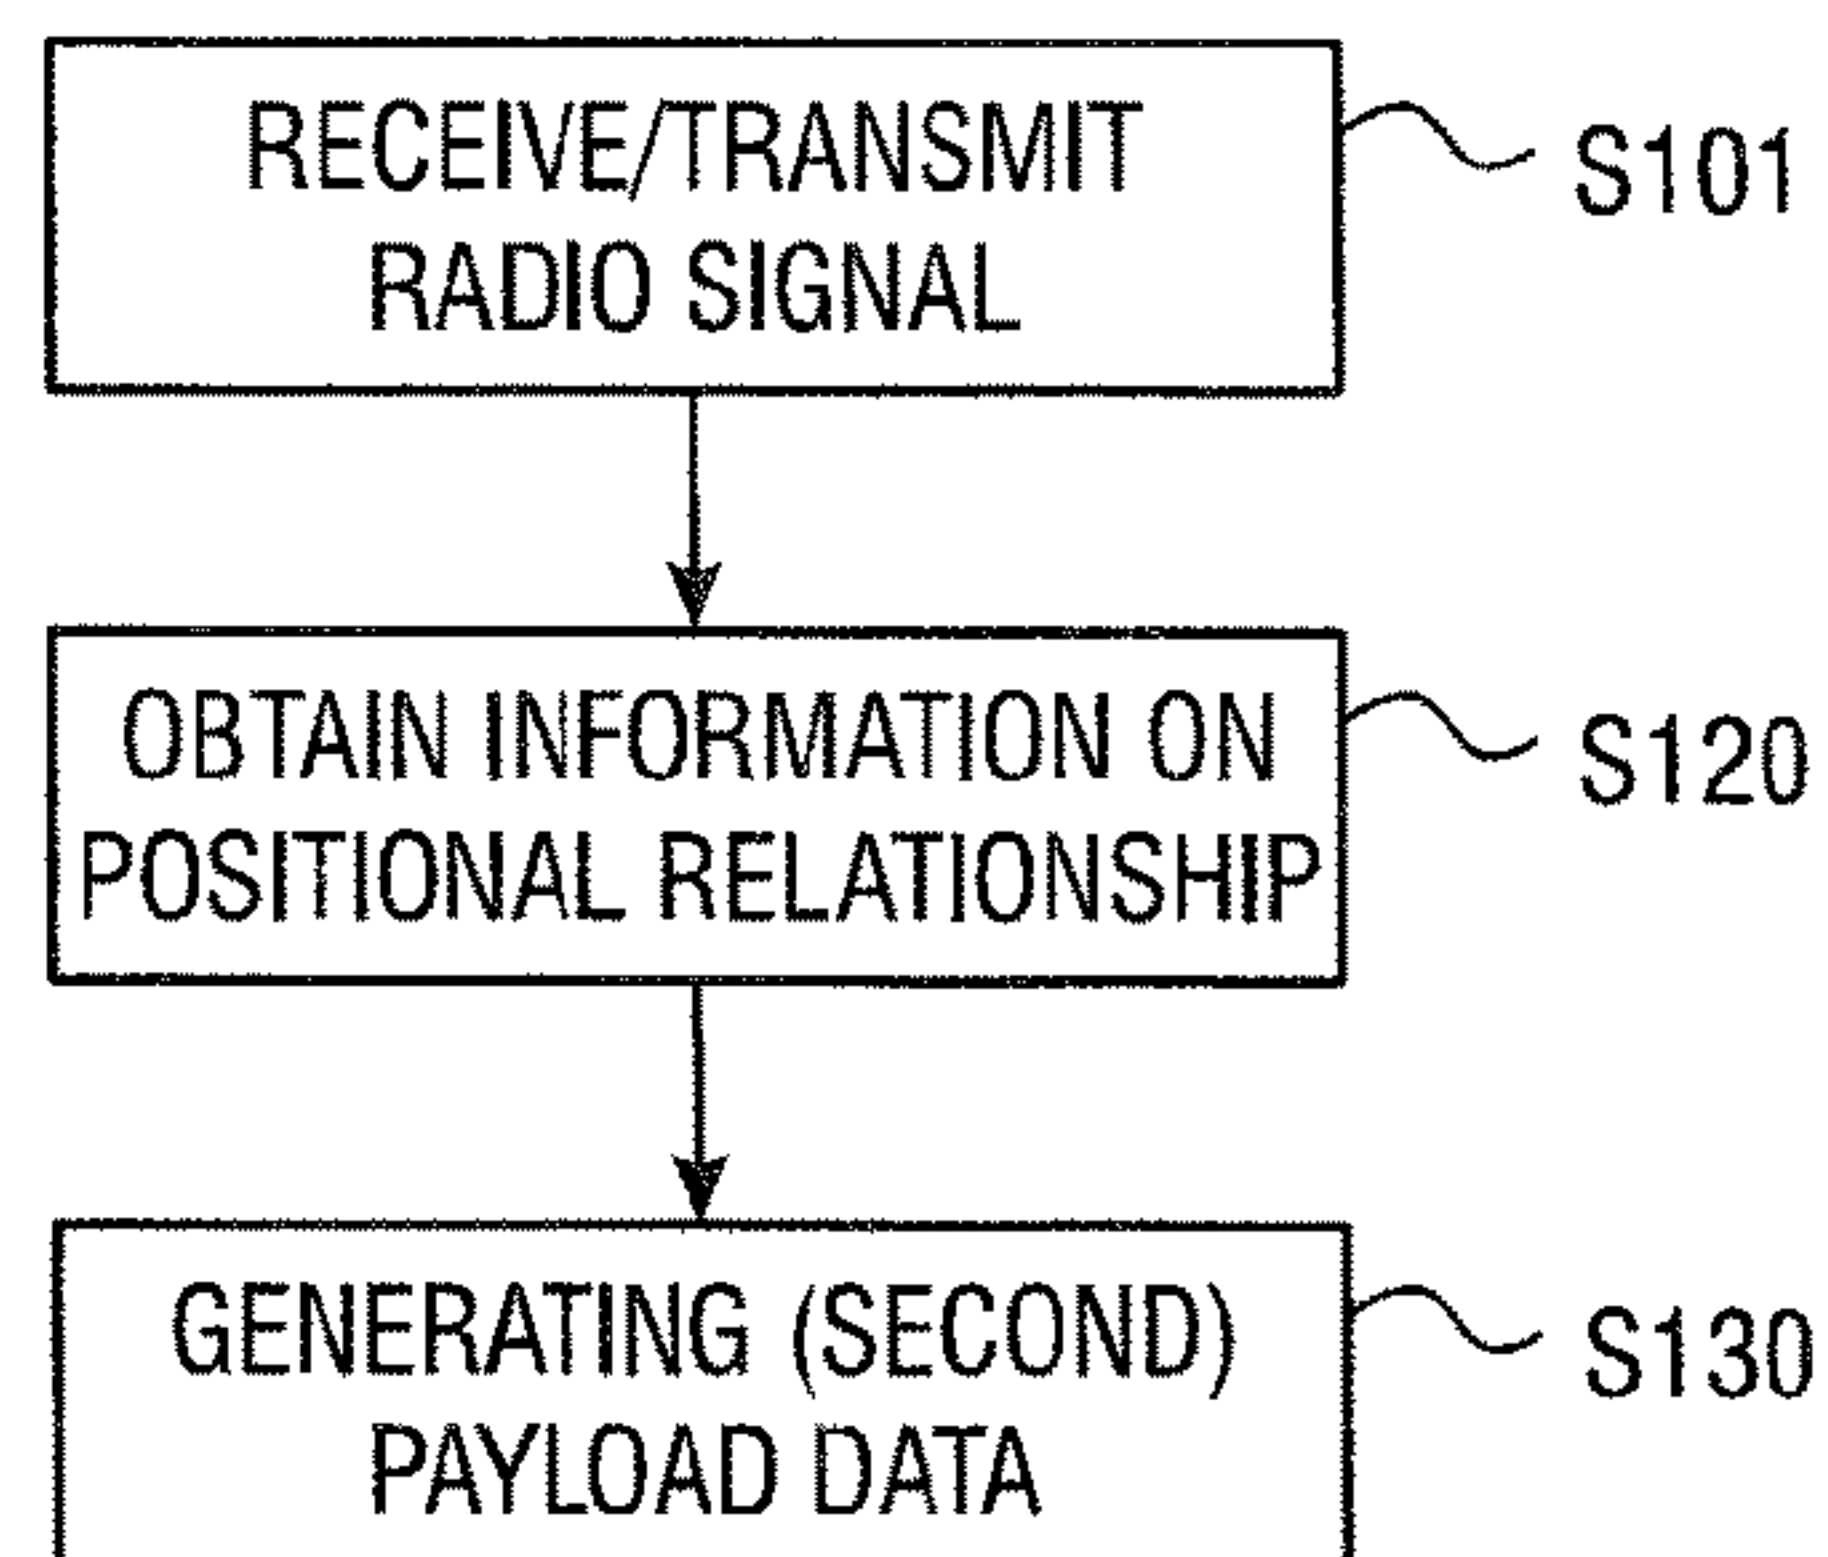 RECEIVE/TRANSMIT
RADIO SIGNAL
S101
OBTAIN INFORMATION ON
POSITIONAL RELATIONSHIP
S120
GENERATING (SECOND)
PAYLOAD DATA
S130